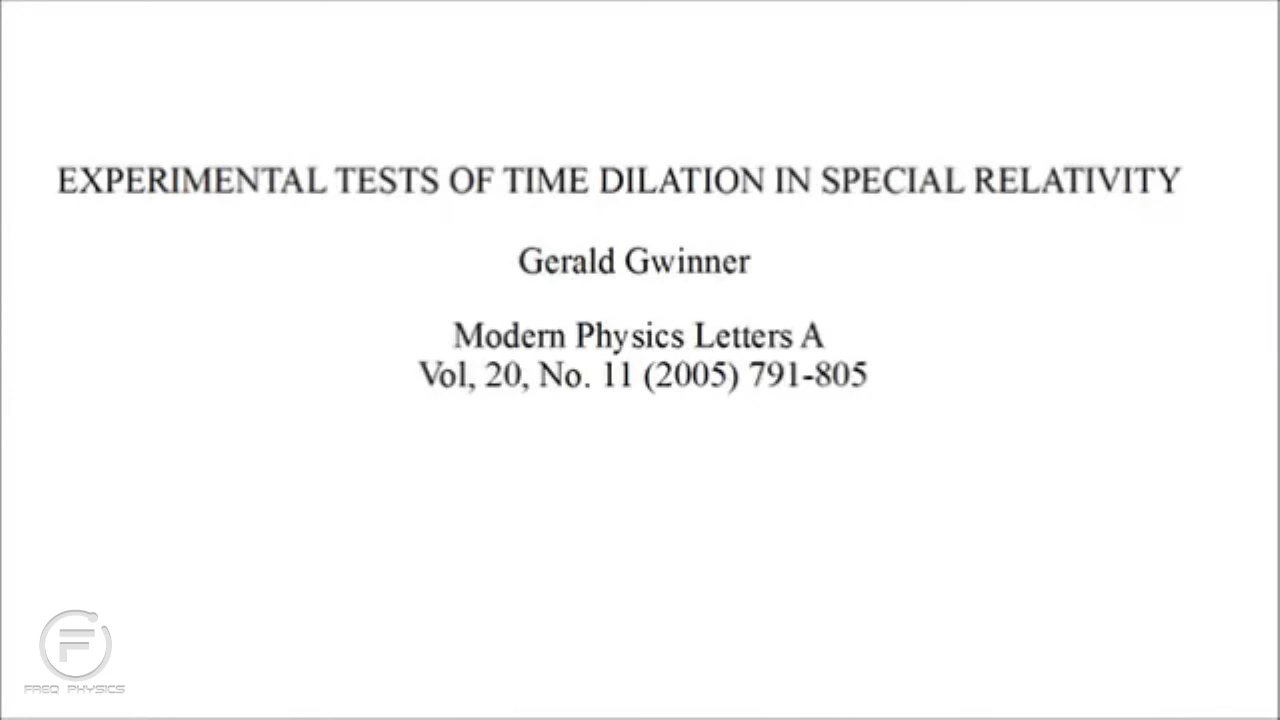 EXPERIMENTAL TESTS OF TIME DILATION IN SPECIAL RELATIVITY
Gerald Gwinner
Modern Physics Letters A
Vol, 20, No. 11 (2005) 791-805
F
FREQ PHYSICS